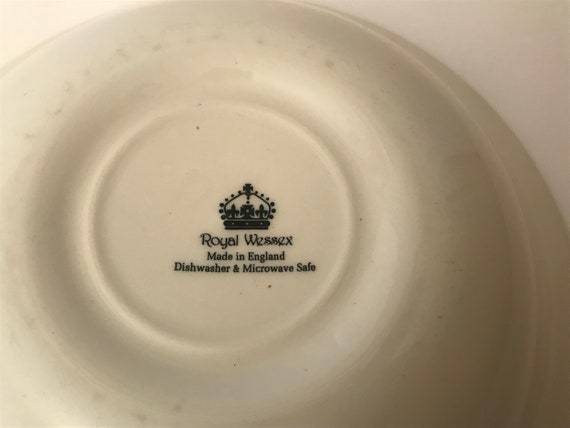 Royal Wessex
Made in England
Dishwasher & Microwave Safe